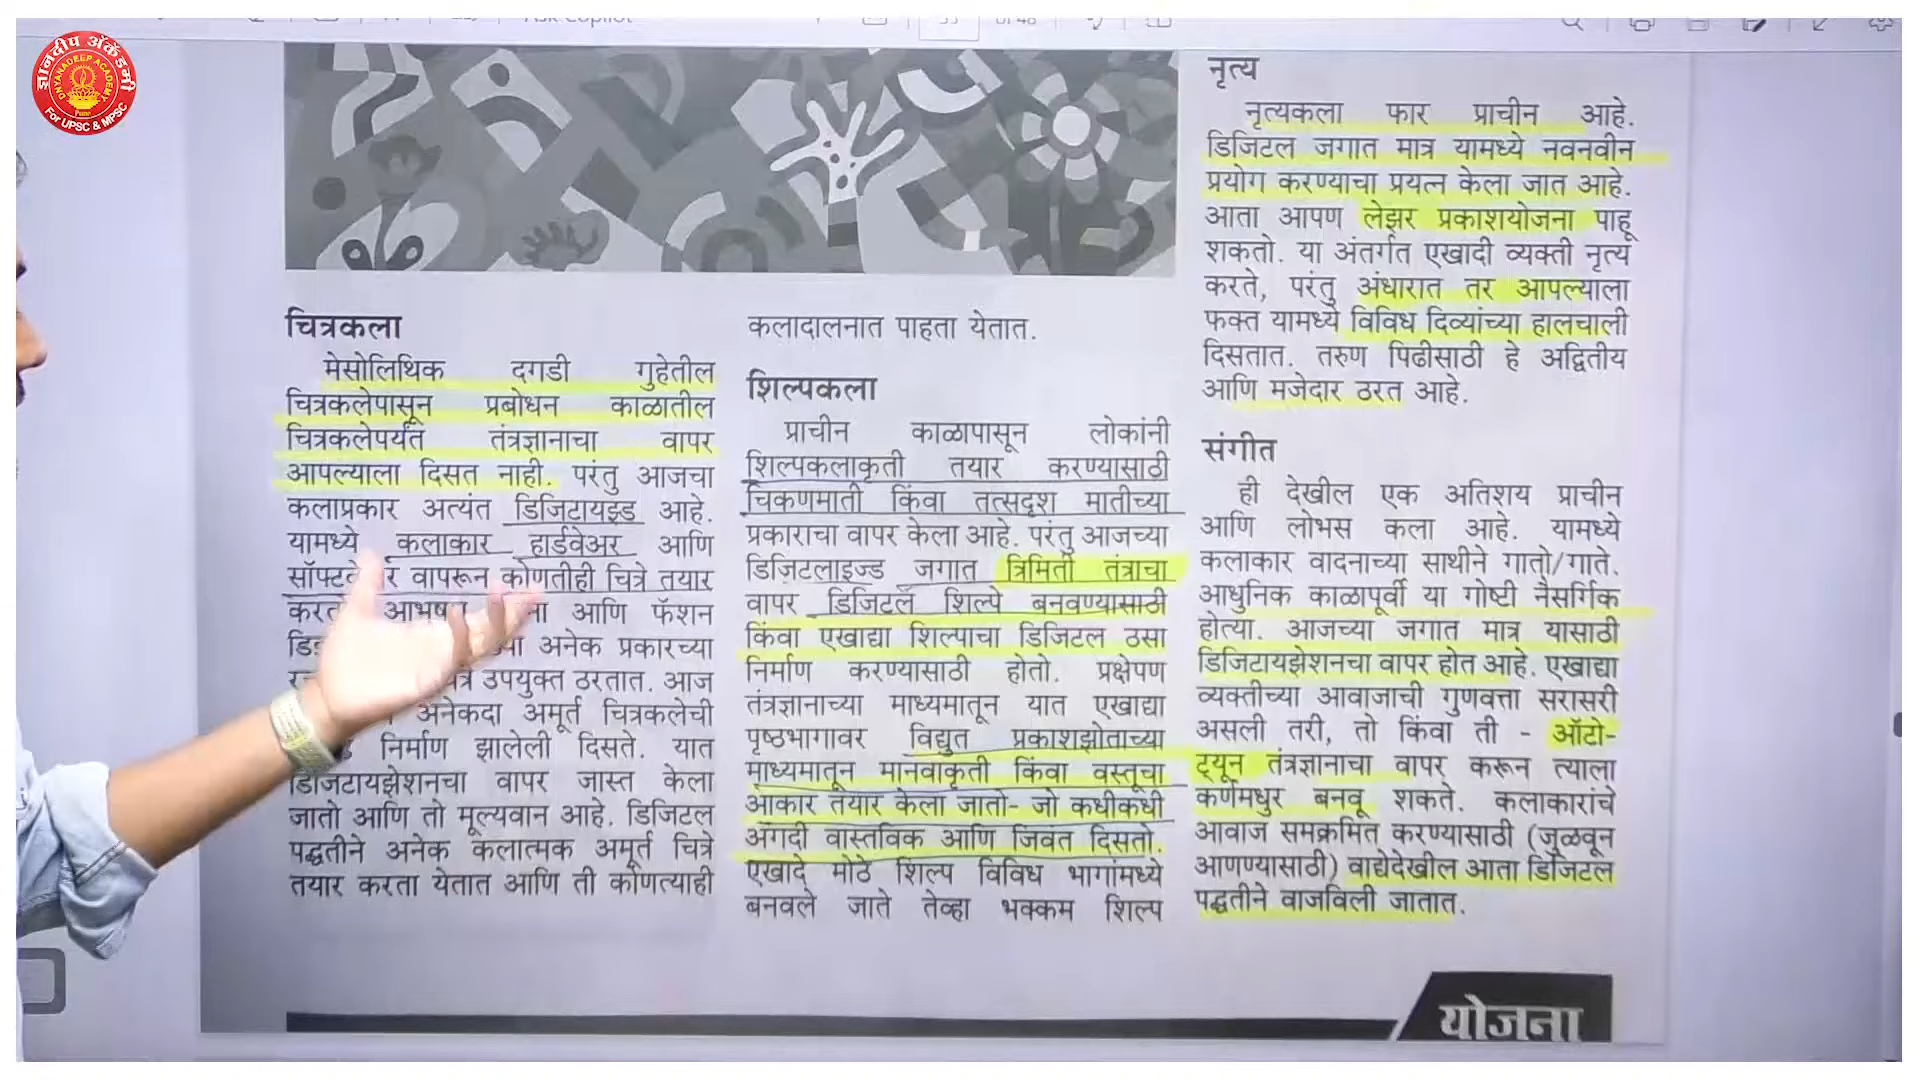 ज्ञानदीप ॲकॅडमी
DNYANADEEP ACADEMY
Pune
For UPSC & MPSC
चित्रकला
मेसोलिथिक दगडी गुहेतील
चित्रकलेपासून प्रबोधन काळातील
चित्रकलेपर्यंत तंत्रज्ञानाचा वापर
आपल्याला दिसत नाही. परंतु आजचा
कलाप्रकार अत्यंत डिजिटायइड आहे.
यामध्ये कलाकार हार्डवेअर आणि
वापरून कोणतीही चित्रे तयार
आणि फॅशन
अनेक प्रकारच्या
उपयुक्त ठरतात. आज
अनेकदा अमूर्त चित्रकलेची
निर्माण झालेली दिसते. यात
डिजिटायझेशनचा वापर जास्त केला
जातो आणि तो मूल्यवान आहे. डिजिटल
पद्धतीने अनेक कलात्मक अमूर्त चित्रे
तयार करता येतात आणि ती कोणत्याही
कलादालनात पाहता येतात.
शिल्पकला
प्राचीन काळापासून लोकांनी
शिल्पकलाकृती तयार करण्यासाठी
चिकणमाती किंवा तत्सदृश मातीच्या
प्रकाराचा वापर केला आहे. परंतु आजच्या
डिजिटलाइज्ड जगात त्रिमिती तंत्राचा
वापर डिजिटल शिल्पे बनवण्यासाठी
किंवा एखाद्या शिल्पाचा डिजिटल ठसा
निर्माण करण्यासाठी होतो. प्रक्षेपण
तंत्रज्ञानाच्या माध्यमातून यात एखाद्या
पृष्ठभागावर विद्युत प्रकाशझोताच्या
माध्यमातून मानवाकृती किंवा वस्तूचा
आकार तयार केला जातो- जो कधीकधी
अगदी वास्तविक आणि जिवंत दिसतो.
एखादे मोठे शिल्प विविध भागांमध्ये
बनवले जाते तेव्हा भक्कम शिल्प
नृत्य
नृत्यकला फार प्राचीन आहे.
डिजिटल जगात मात्र यामध्ये नवनवीन
प्रयोग करण्याचा प्रयत्न केला जात आहे.
आता आपण लेझर प्रकाशयोजना पाहू
शकतो. या अंतर्गत एखादी व्यक्ती नृत्य
करते, परंतु अंधारात तर आपल्याला
फक्त यामध्ये विविध दिव्यांच्या हालचाली
दिसतात. तरुण पिढीसाठी हे अद्वितीय
आणि मजेदार ठरत आहे.
संगीत
ही देखील एक अतिशय प्राचीन
आणि लोभस कला आहे. यामध्ये
कलाकार वादनाच्या साथीने गातो/गाते.
आधुनिक काळापूर्वी या गोष्टी नैसर्गिक
होत्या. आजच्या जगात मात्र यासाठी
डिजिटायझेशनचा वापर होत आहे. एखाद्या
व्यक्तीच्या आवाजाची गुणवत्ता सरासरी
असली तरी, तो किंवा ती - ऑटो-
ट्यून तंत्रज्ञानाचा वापर करून त्याला
कर्णमधुर बनवू शकते. कलाकारांचे
आवाज समक्रमित करण्यासाठी (जुळवून
आणण्यासाठी) वाद्येदेखील आता डिजिटल
पद्धतीने वाजविली जातात.
योजना